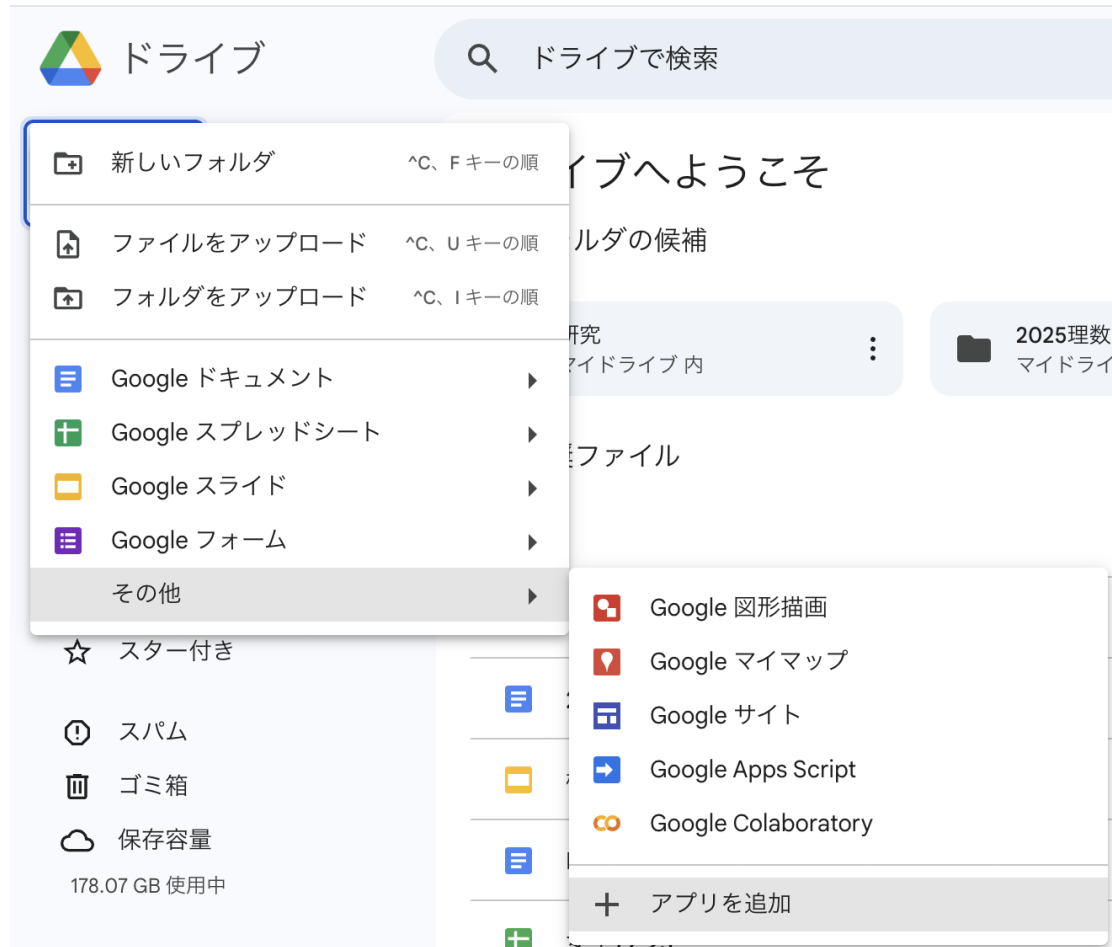 ドライブ
ドライブで検索
新しいフォルダ ^C、F キーの順
イブへようこそ
ファイルをアップロード ^C、U キーの順
ルダの候補
フォルダをアップロード ^C、I キーの順
研究
マイドライブ 内
2025理数
マイドライ
Google ドキュメント
Google スプレッドシート
ファイル
Google スライド
Google フォーム
その他
Google 図形描画
スター付き
Google マイマップ
Google サイト
スパム
Google Apps Script
ゴミ箱
Google Colaboratory
保存容量
178.07 GB 使用中
アプリを追加